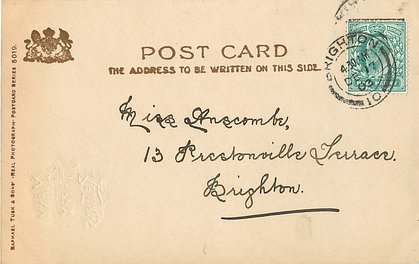 POST CARD
THE ADDRESS TO BE WRITTEN ON THIS SIDE.
BRIGHTON
Miss Anscombe,
13 Prestonville Terrace.
Brighton.
RAPHAEL TUCK & SONS' "REAL PHOTOGRAPH" POSTCARD SERIES 5019.